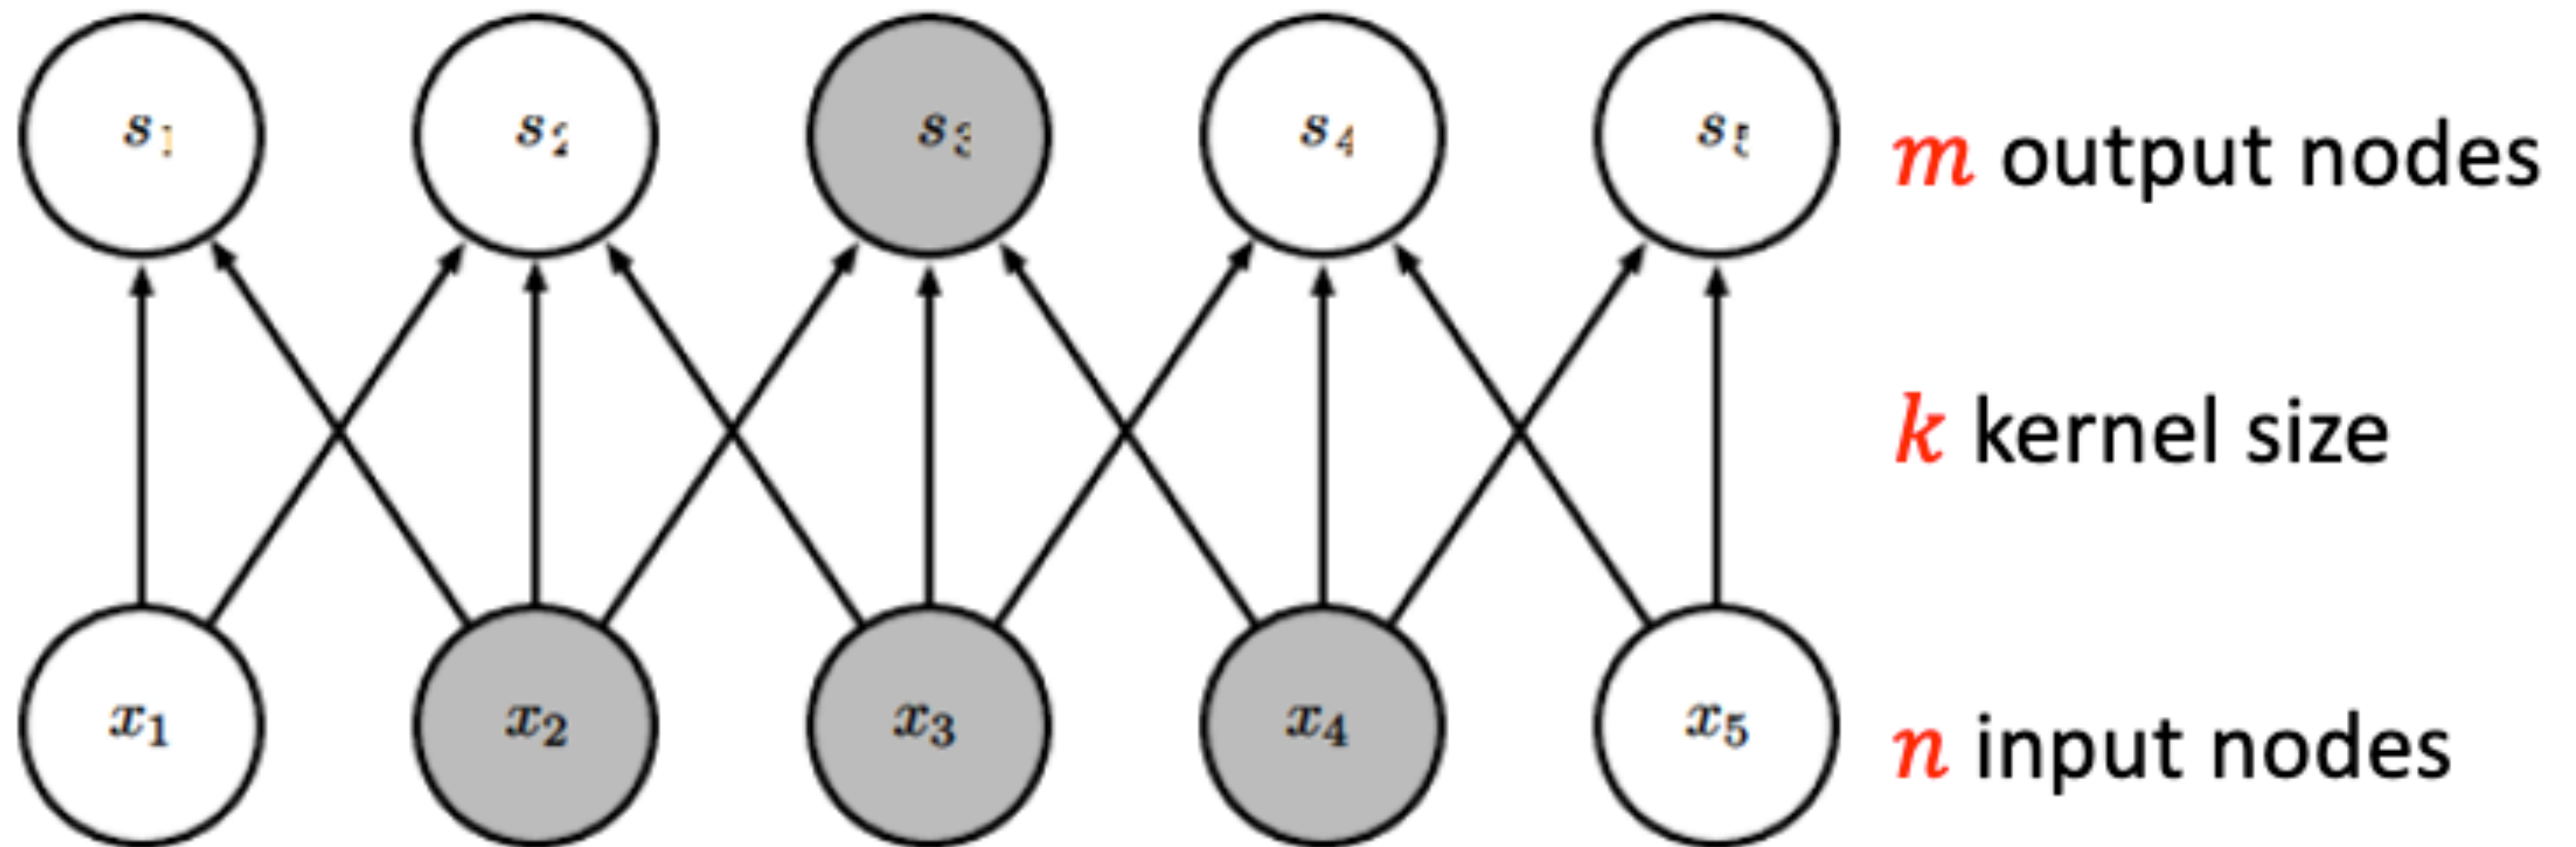 s₁ s₂ s₃ s₄ s₅ m output nodes
k kernel size
x₁ x₂ x₃ x₄ x₅ n input nodes